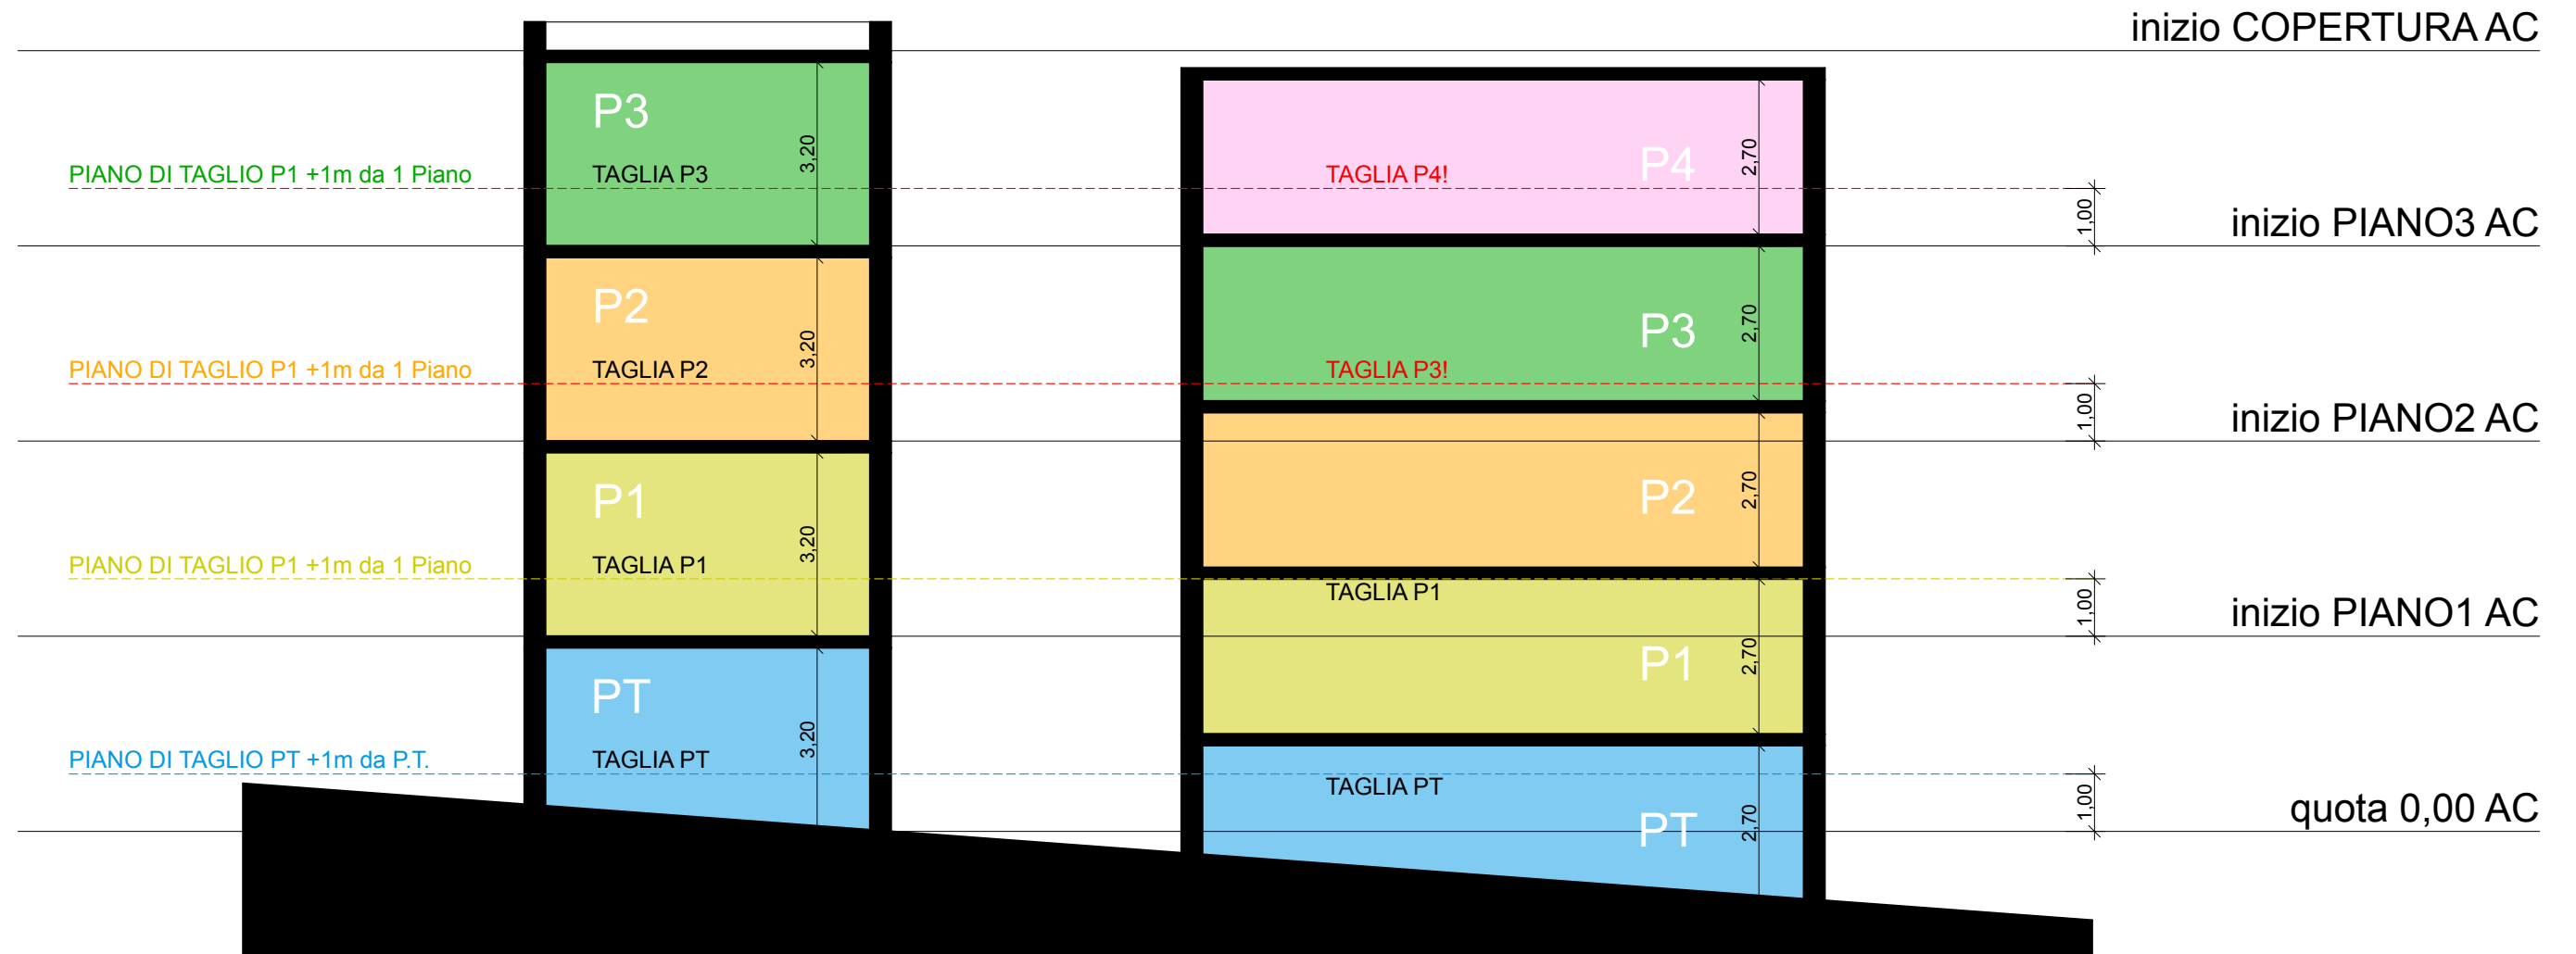 inizio COPERTURA AC
P3
3,20
PIANO DI TAGLIO P1 +1m da 1 Piano
TAGLIA P3
TAGLIA P4!
P4
2,70
1,00
inizio PIANO3 AC
P2
3,20
PIANO DI TAGLIO P1 +1m da 1 Piano
TAGLIA P2
TAGLIA P3!
P3
2,70
1,00
inizio PIANO2 AC
P1
3,20
PIANO DI TAGLIO P1 +1m da 1 Piano
TAGLIA P1
TAGLIA P1
P2
2,70
1,00
inizio PIANO1 AC
P1
2,70
PT
3,20
PIANO DI TAGLIO PT +1m da P.T.
TAGLIA PT
TAGLIA PT
PT
2,70
1,00
quota 0,00 AC